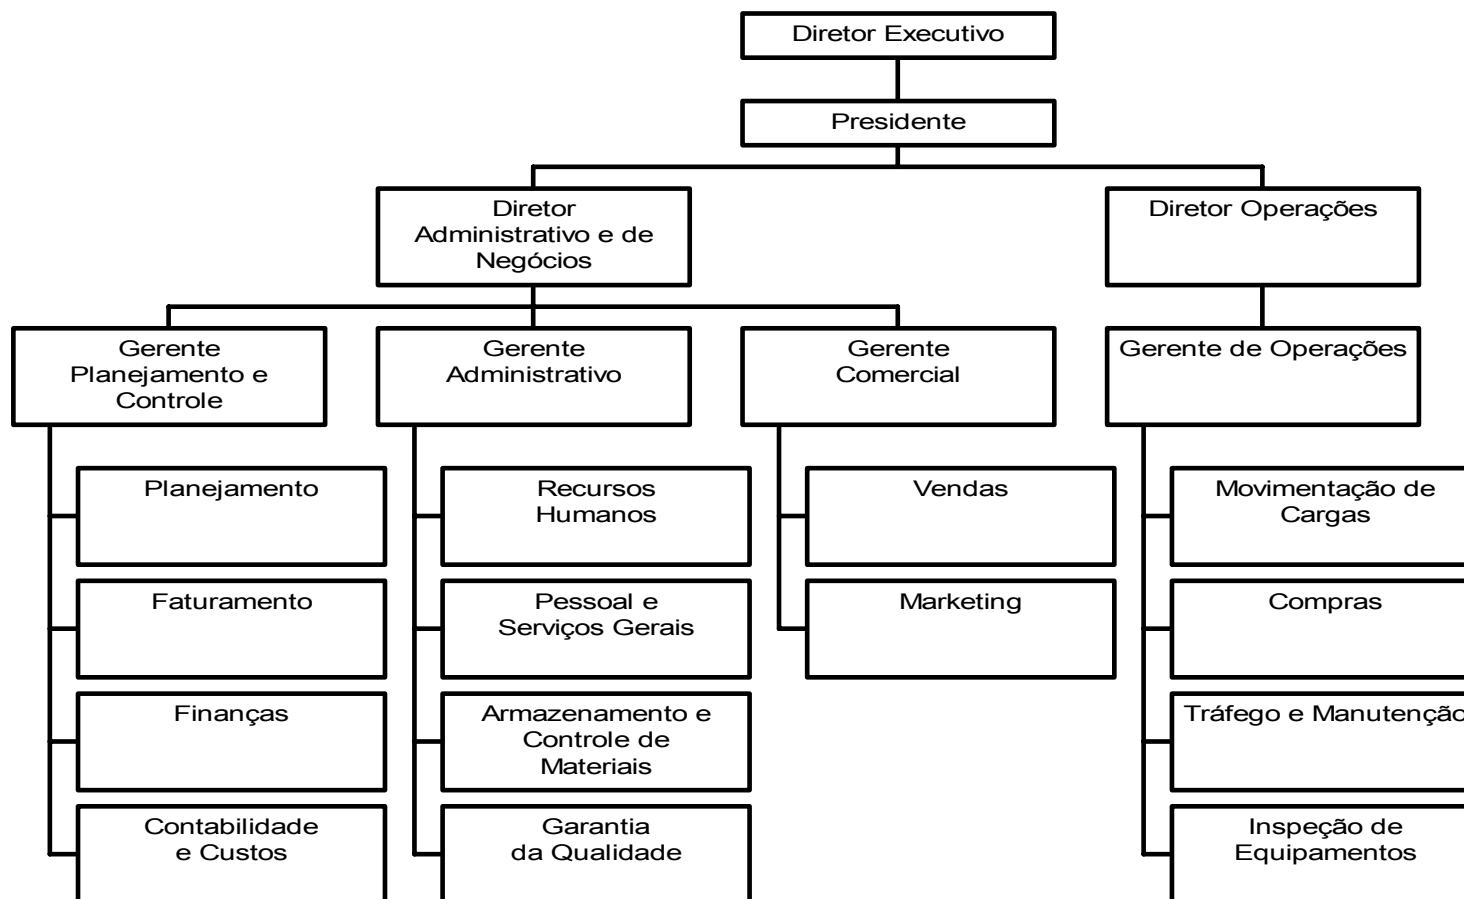 Diretor Executivo
Presidente
Diretor
Administrativo e de
Negócios
Diretor Operações
Gerente
Planejamento e
Controle
Gerente
Administrativo
Gerente
Comercial
Gerente de Operações
Planejamento
Recursos
Humanos
Vendas
Movimentação de
Cargas
Faturamento
Pessoal e
Serviços Gerais
Marketing
Compras
Finanças
Armazenamento e
Controle de
Materiais
Tráfego e Manutenção
Contabilidade
e Custos
Garantia
da Qualidade
Inspeção de
Equipamentos